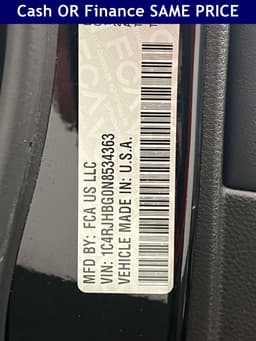 Cash OR Finance SAME PRICE
MFD BY: FCA US LLC
VIN: 1C4RJHBG0N8534363
VEHICLE MADE IN: U.S.A.